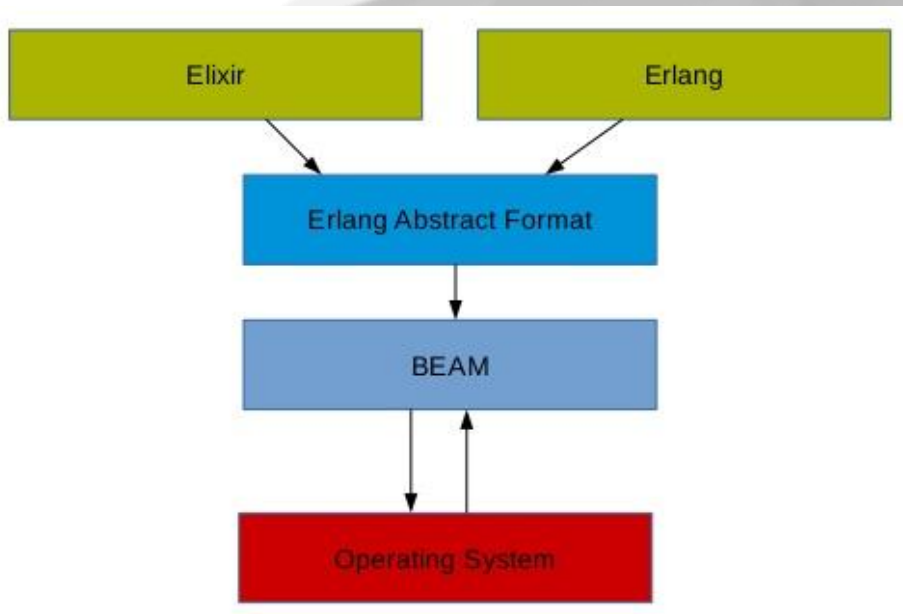 Elixir
Erlang
Erlang Abstract Format
BEAM
Operating System